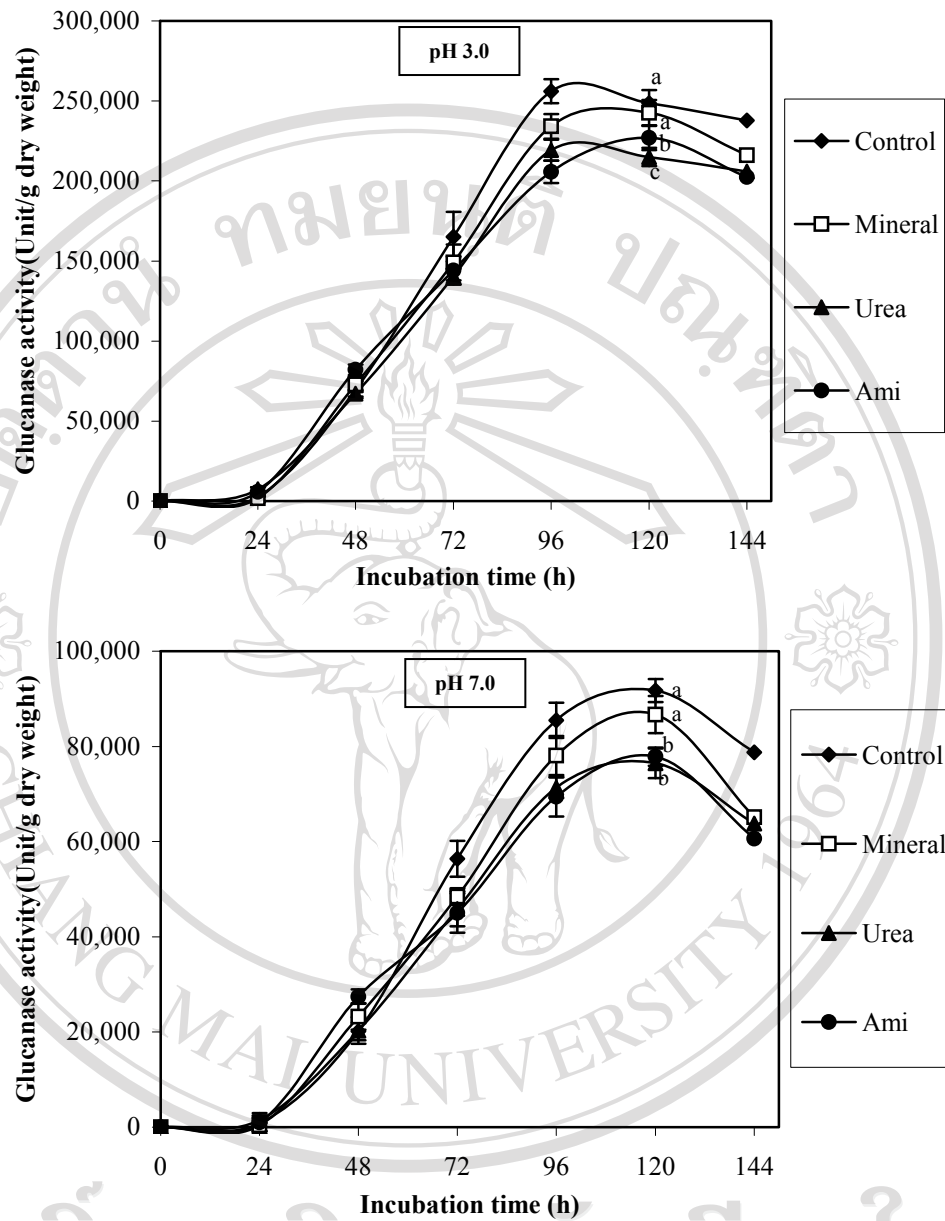 300,000
250,000
200,000
150,000
100,000
50,000
0
Glucanase activity(Unit/g dry weight)
pH 3.0
a
a
b
c
0 24 48 72 96 120 144
Incubation time (h)
Control
Mineral
Urea
Ami
100,000
80,000
60,000
40,000
20,000
0
Glucanase activity(Unit/g dry weight)
pH 7.0
a
a
b
b
0 24 48 72 96 120 144
Incubation time (h)
Control
Mineral
Urea
Ami
MAI UNIVERSITY 1964